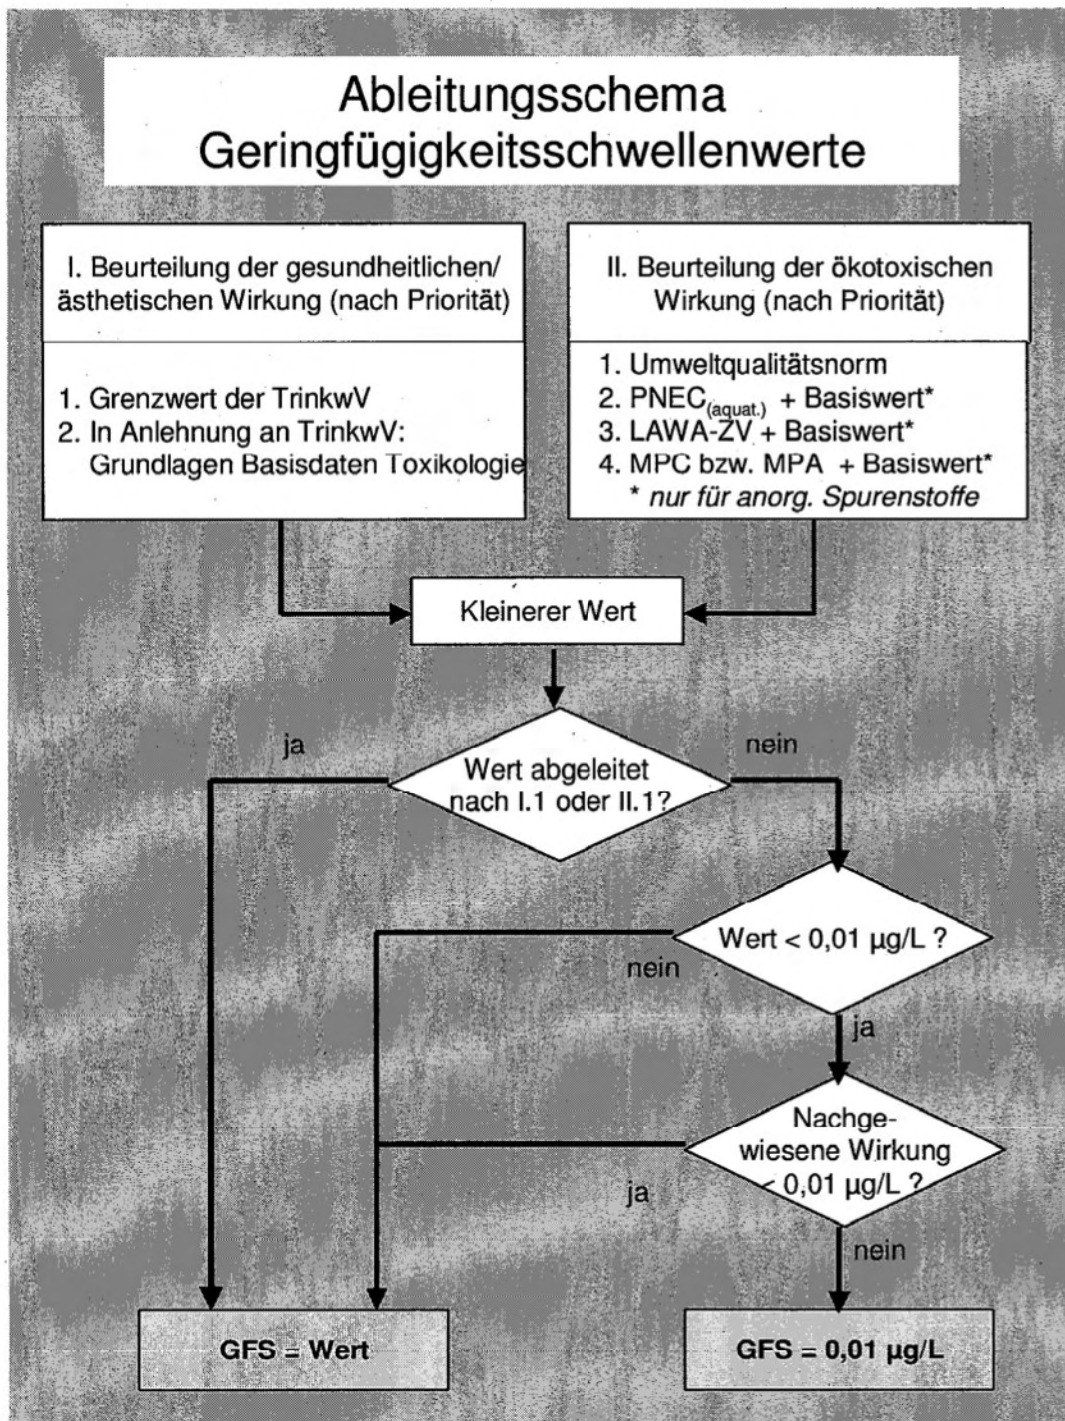 Ableitungsschema
Geringfügigkeitsschwellenwerte
I. Beurteilung der gesundheitlichen/
ästhetischen Wirkung (nach Priorität)
1. Grenzwert der TrinkwV
2. In Anlehnung an TrinkwV:
Grundlagen Basisdaten Toxikologie
II. Beurteilung der ökotoxischen
Wirkung (nach Priorität)
1. Umweltqualitätsnorm
2. PNEC(aquat.) + Basiswert*
3. LAWA-ZV + Basiswert*
4. MPC bzw. MPA + Basiswert*
* nur für anorg. Spurenstoffe
Kleinerer Wert
ja
nein
Wert abgeleitet
nach I.1 oder II.1?
Wert < 0,01 µg/L ?
nein
ja
Nachge-
wiesene Wirkung
< 0,01 µg/L ?
ja
nein
GFS = Wert
GFS = 0,01 µg/L